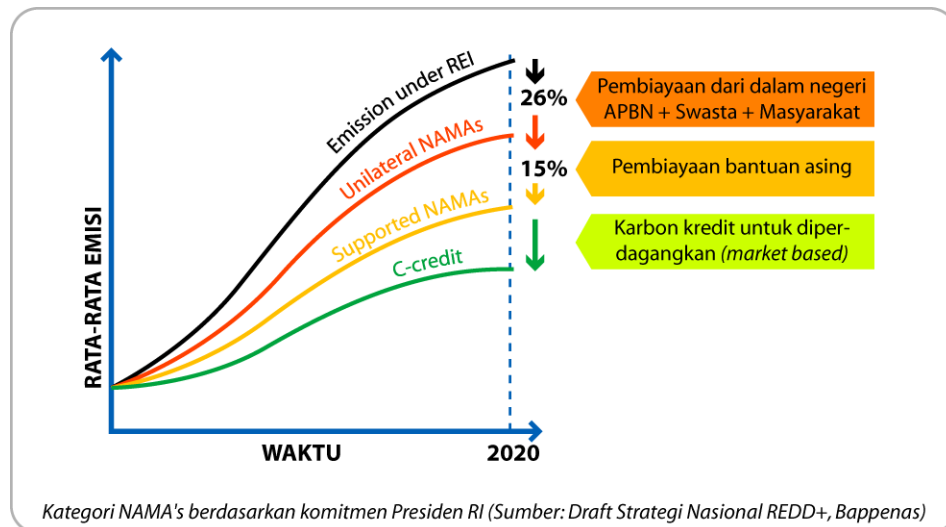 RATA-RATA EMISI
Emission under REI
Unilateral NAMAs
Supported NAMAs
C-credit
26%
15%
Pembiayaan dari dalam negeri
APBN + Swasta + Masyarakat
Pembiayaan bantuan asing
Karbon kredit untuk diper-
dagangkan (market based)
WAKTU
2020
Kategori NAMA's berdasarkan komitmen Presiden RI (Sumber: Draft Strategi Nasional REDD+, Bappenas)